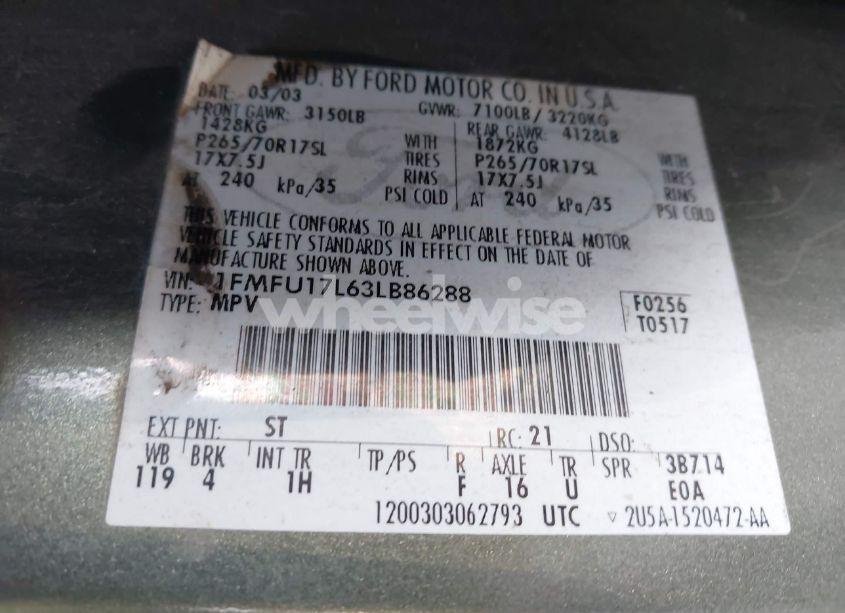 MFD. BY FORD MOTOR CO. IN U.S.A.
DATE: 03/03 GVWR: 7100LB / 3220KG
FRONT GAWR: 3150LB REAR GAWR: 4128LB
1428KG WITH 1872KG WITH
P265/70R17SL TIRES P265/70R17SL TIRES
17X7.5J RIMS 17X7.5J RIMS
AT 240 kPa/35 PSI COLD AT 240 kPa/35 PSI COLD
THIS VEHICLE CONFORMS TO ALL APPLICABLE FEDERAL MOTOR
VEHICLE SAFETY STANDARDS IN EFFECT ON THE DATE OF
MANUFACTURE SHOWN ABOVE.
VIN: 1FMFU17L63LB86288
TYPE: MPV
F0256
T0517
wheelwise
EXT PNT: ST RC: 21 DSO:
WB BRK INT TR TP/PS R AXLE TR SPR 3B714
119 4 1H F 16 U E0A
1200303062793 UTC ▽ 2U5A-1520472-AA
Ford